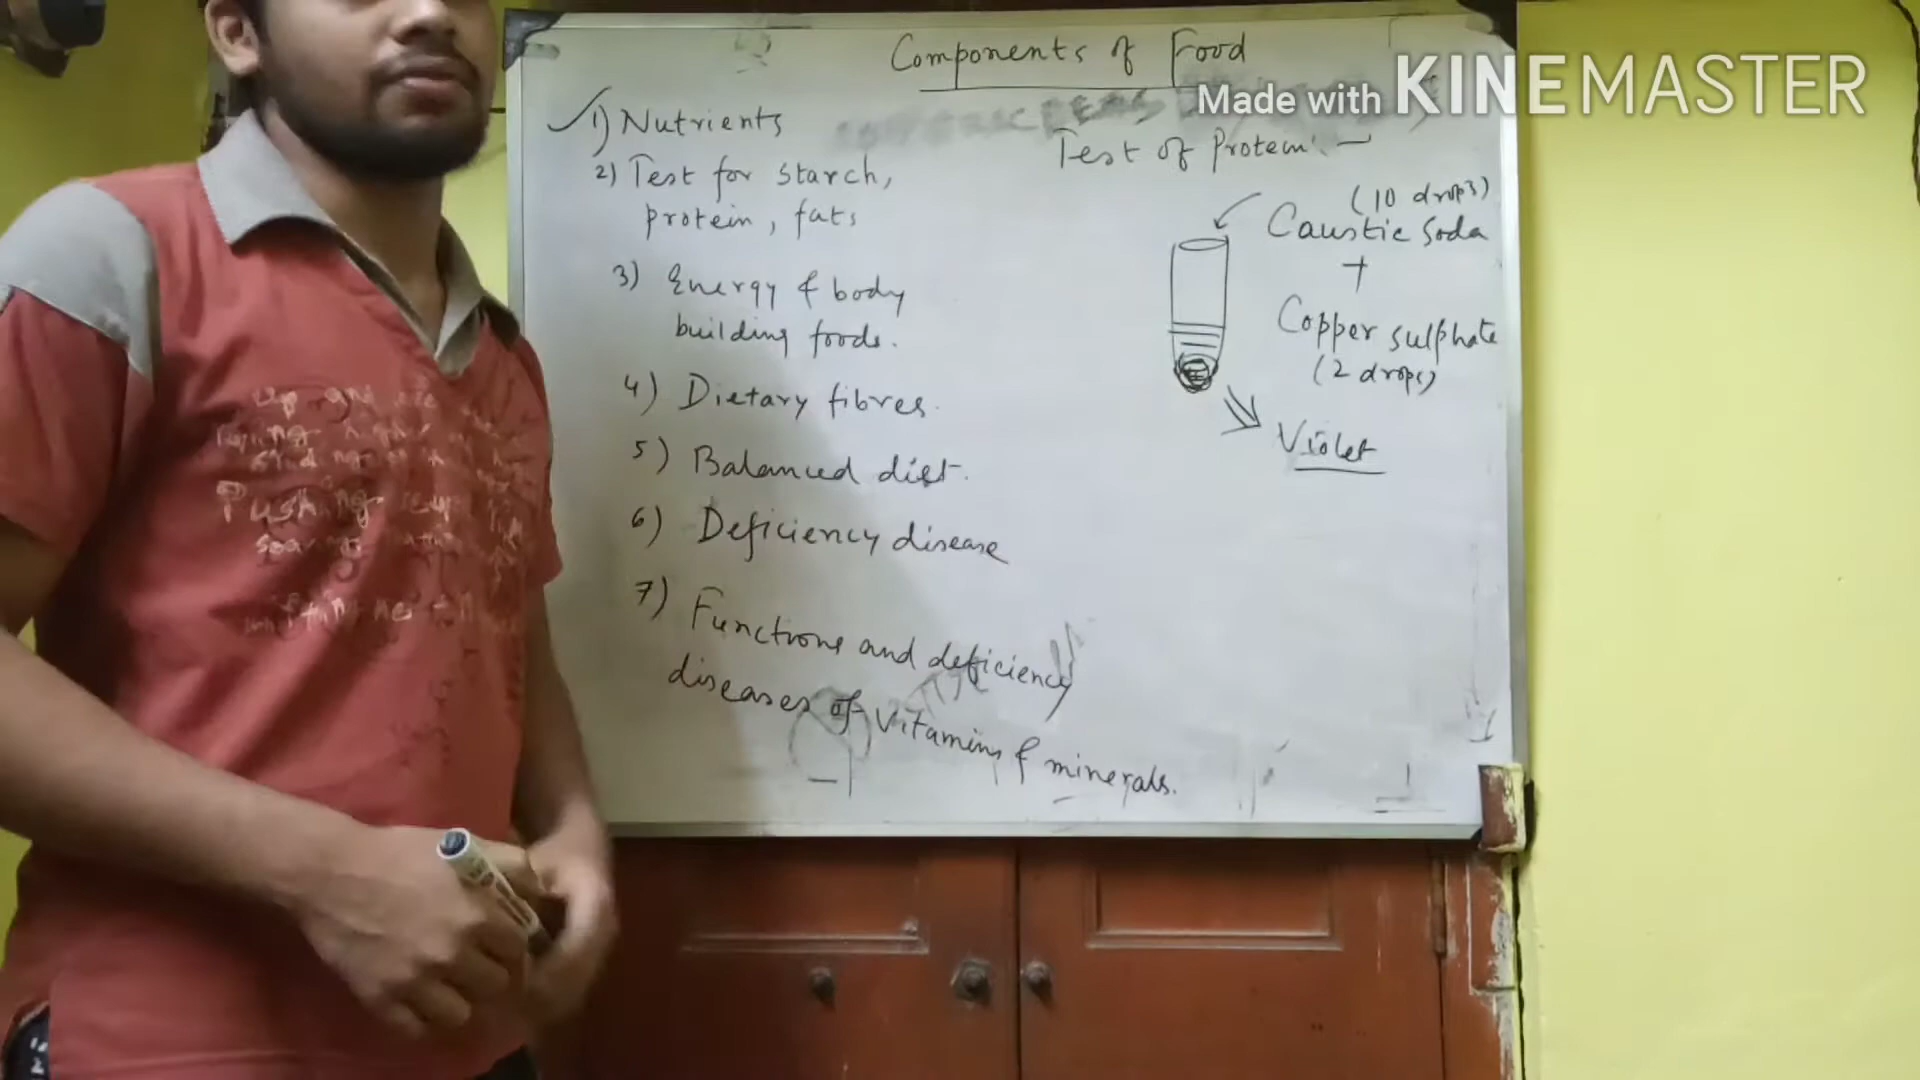 Components of Food
Made with KINEMASTER
1) Nutrients
2) Test for starch,
protein, fats
3) Energy & body
building foods.
4) Dietary fibres.
5) Balanced diet.
6) Deficiency disease
7) Functions and deficiency
diseases of vitamins & minerals.
Test of Protein :-
(10 drops)
Caustic Soda
+
Copper sulphate
(2 drops)
Violet